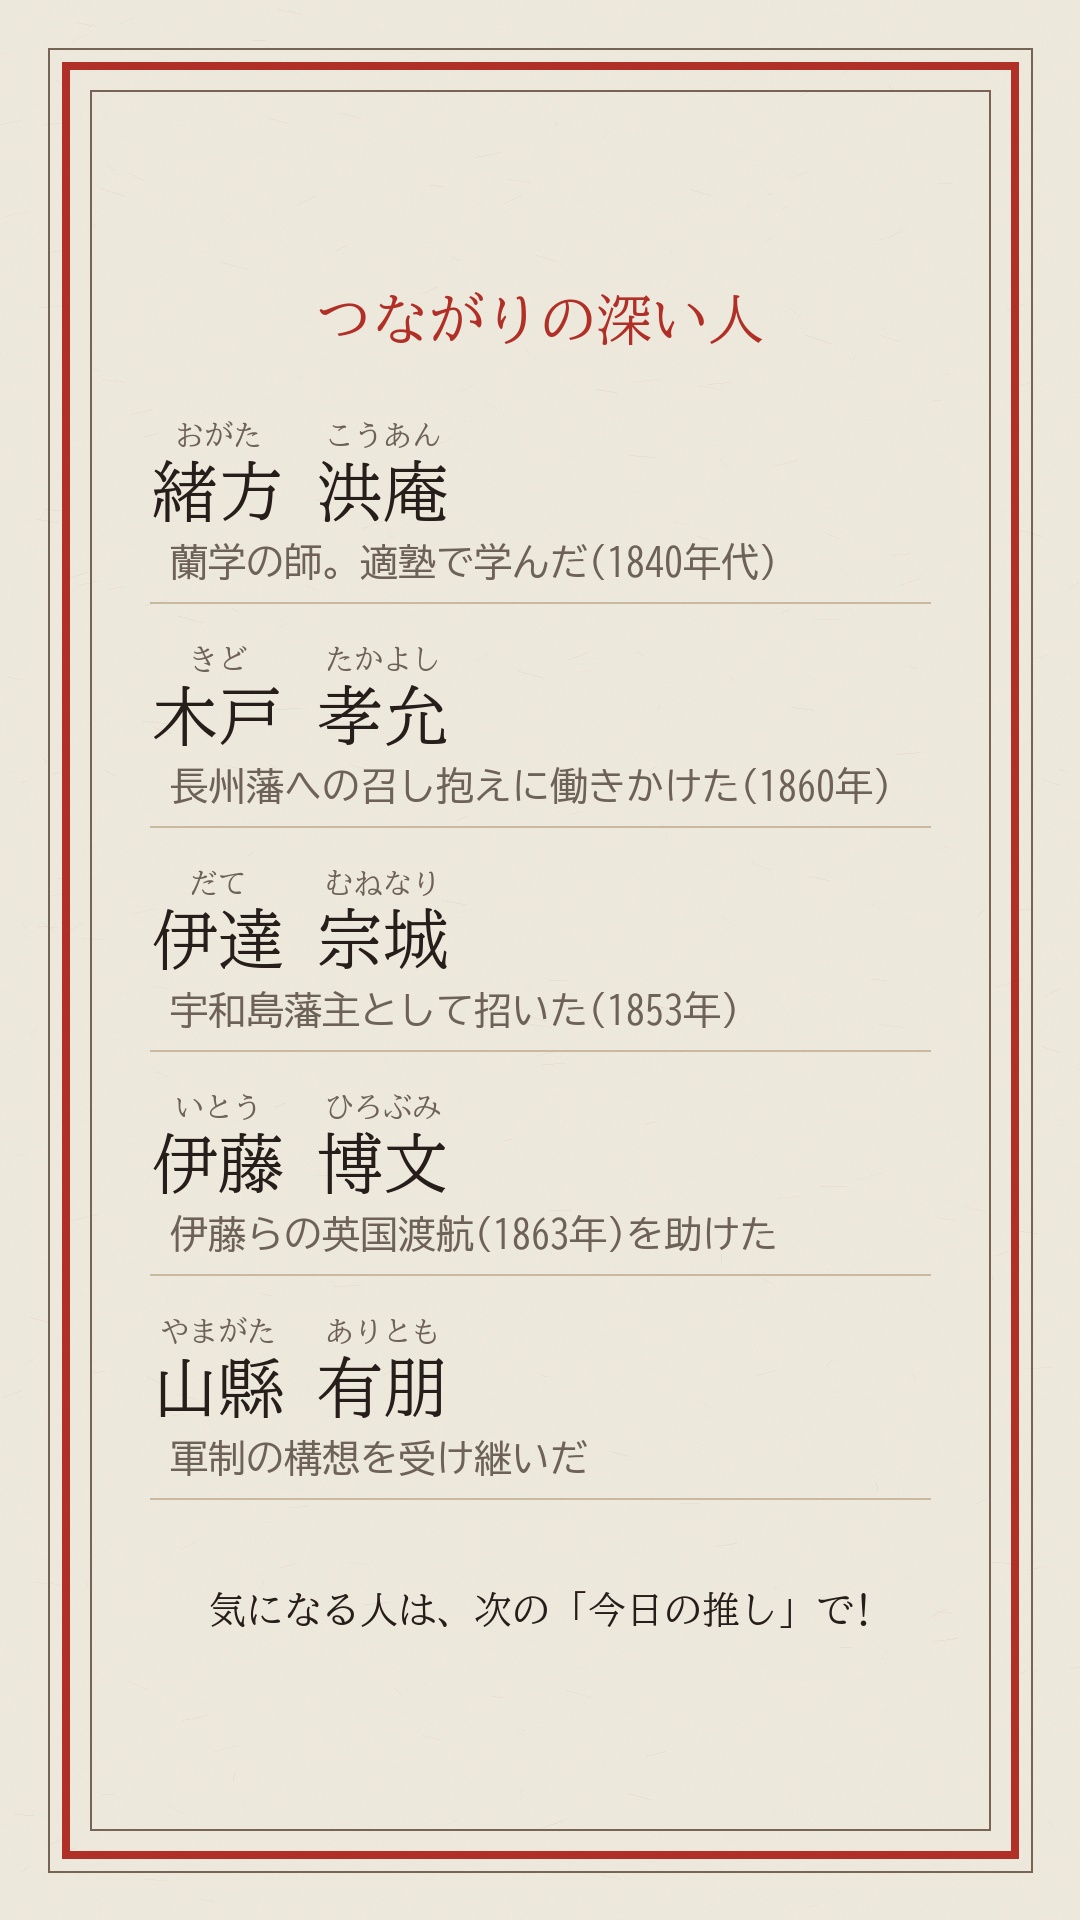 つながりの深い人
おがた こうあん
緒方 洪庵
蘭学の師。適塾で学んだ(1840年代)
きど たかよし
木戸 孝允
長州藩への召し抱えに働きかけた(1860年)
だて むねなり
伊達 宗城
宇和島藩主として招いた(1853年)
いとう ひろぶみ
伊藤 博文
伊藤らの英国渡航(1863年)を助けた
やまがた ありとも
山縣 有朋
軍制の構想を受け継いだ
気になる人は、次の「今日の推し」で!